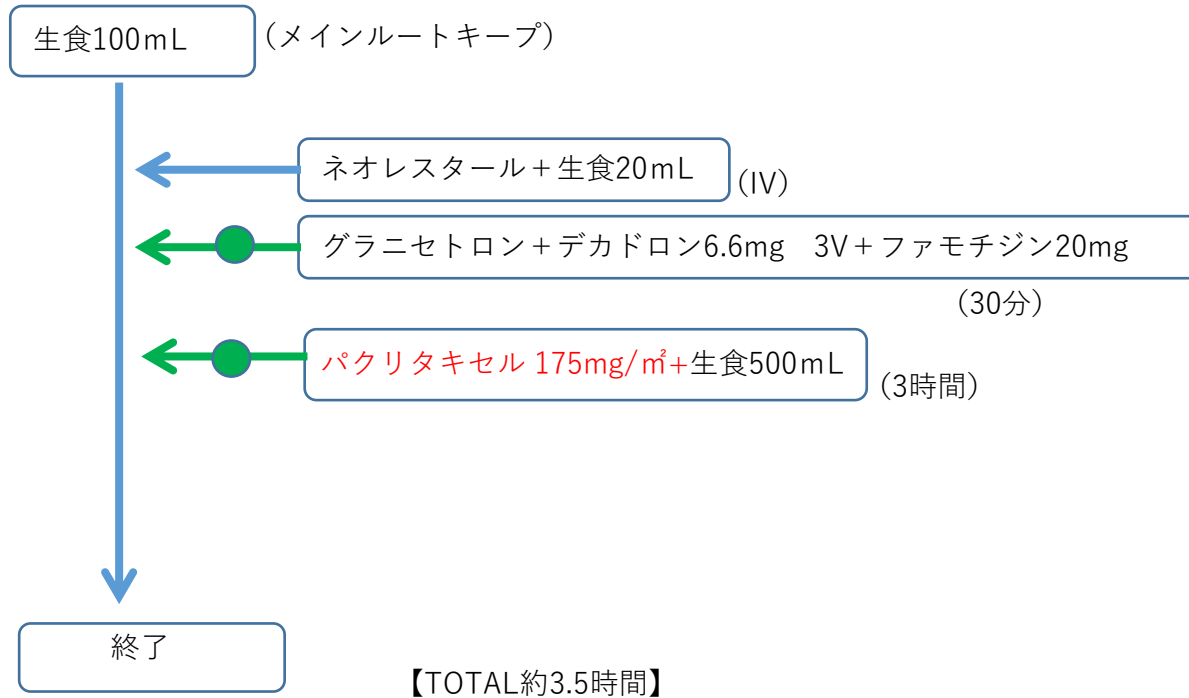 生食100mL
(メインルートキープ)
ネオレスタール+生食20mL
(IV)
グラニセトロン+デカドロン6.6mg 3V+ファモチジン20mg
(30分)
パクリタキセル 175mg/㎡+生食500mL
(3時間)
終了
【TOTAL約3.5時間】